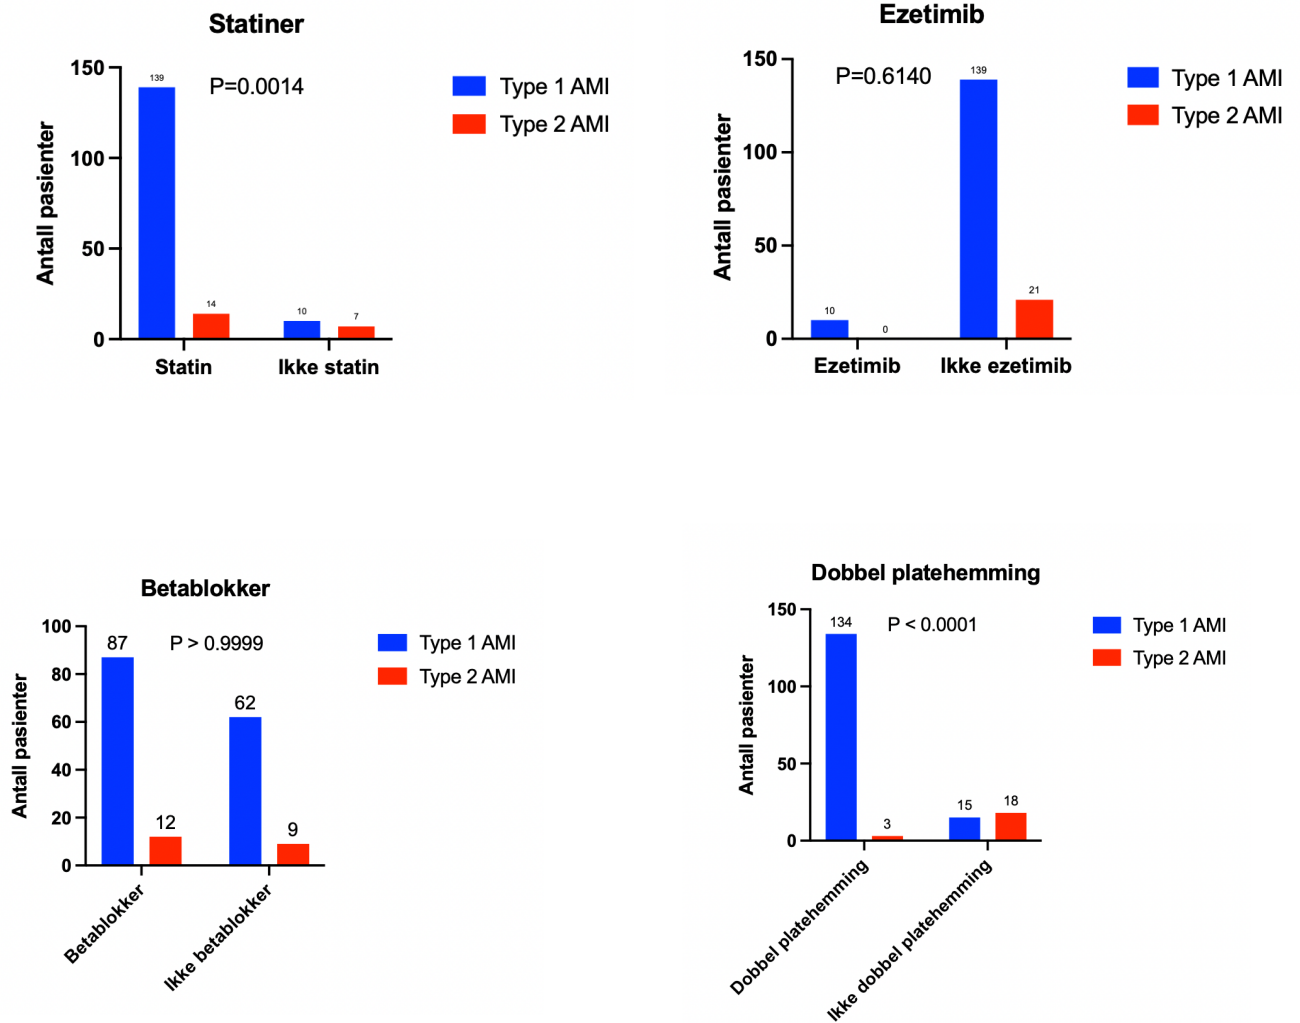 Statiner
150
100
50
0
Antall pasienter
139
14
10
7
P=0.0014
Type 1 AMI
Type 2 AMI
Statin
Ikke statin
Ezetimib
150
100
50
0
Antall pasienter
P=0.6140
10
0
139
21
Type 1 AMI
Type 2 AMI
Ezetimib
Ikke ezetimib
Betablokker
100
80
60
40
20
0
Antall pasienter
87
12
62
9
P > 0.9999
Type 1 AMI
Type 2 AMI
Betablokker
Ikke betablokker
Dobbel platehemming
150
100
50
0
Antall pasienter
134
3
15
18
P < 0.0001
Type 1 AMI
Type 2 AMI
Dobbel platehemming
Ikke dobbel platehemming